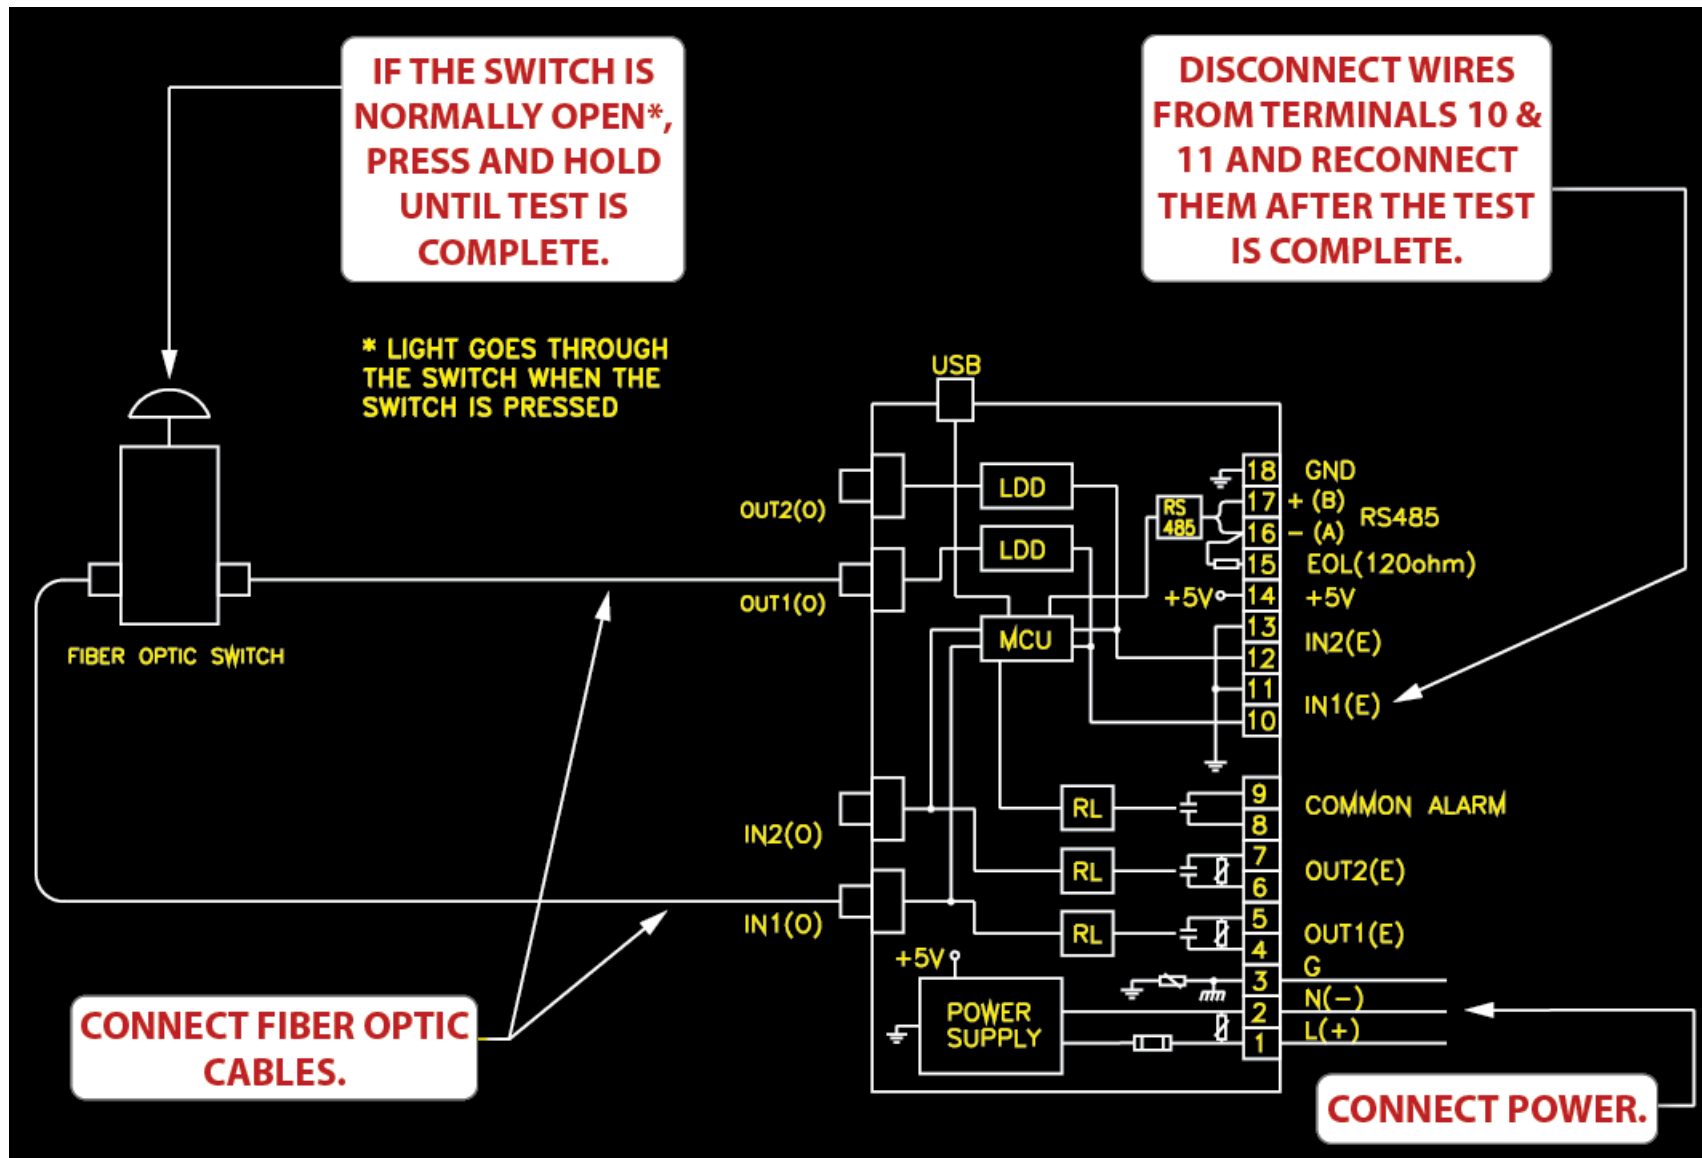 IF THE SWITCH IS
NORMALLY OPEN*,
PRESS AND HOLD
UNTIL TEST IS
COMPLETE.
DISCONNECT WIRES
FROM TERMINALS 10 &
11 AND RECONNECT
THEM AFTER THE TEST
IS COMPLETE.
* LIGHT GOES THROUGH
THE SWITCH WHEN THE
SWITCH IS PRESSED
USB
FIBER OPTIC SWITCH
OUT2(O)
OUT1(O)
IN2(O)
IN1(O)
LDD
LDD
MCU
RS
485
RL
RL
RL
+5V
+5V
POWER
SUPPLY
18 GND
17 + (B)
RS485
16 - (A)
15 EOL(120ohm)
14 +5V
13
IN2(E)
12
11
IN1(E)
10
9
COMMON ALARM
8
7
OUT2(E)
6
5
OUT1(E)
4
G
3
N(-)
2
L(+)
1
CONNECT FIBER OPTIC
CABLES.
CONNECT POWER.